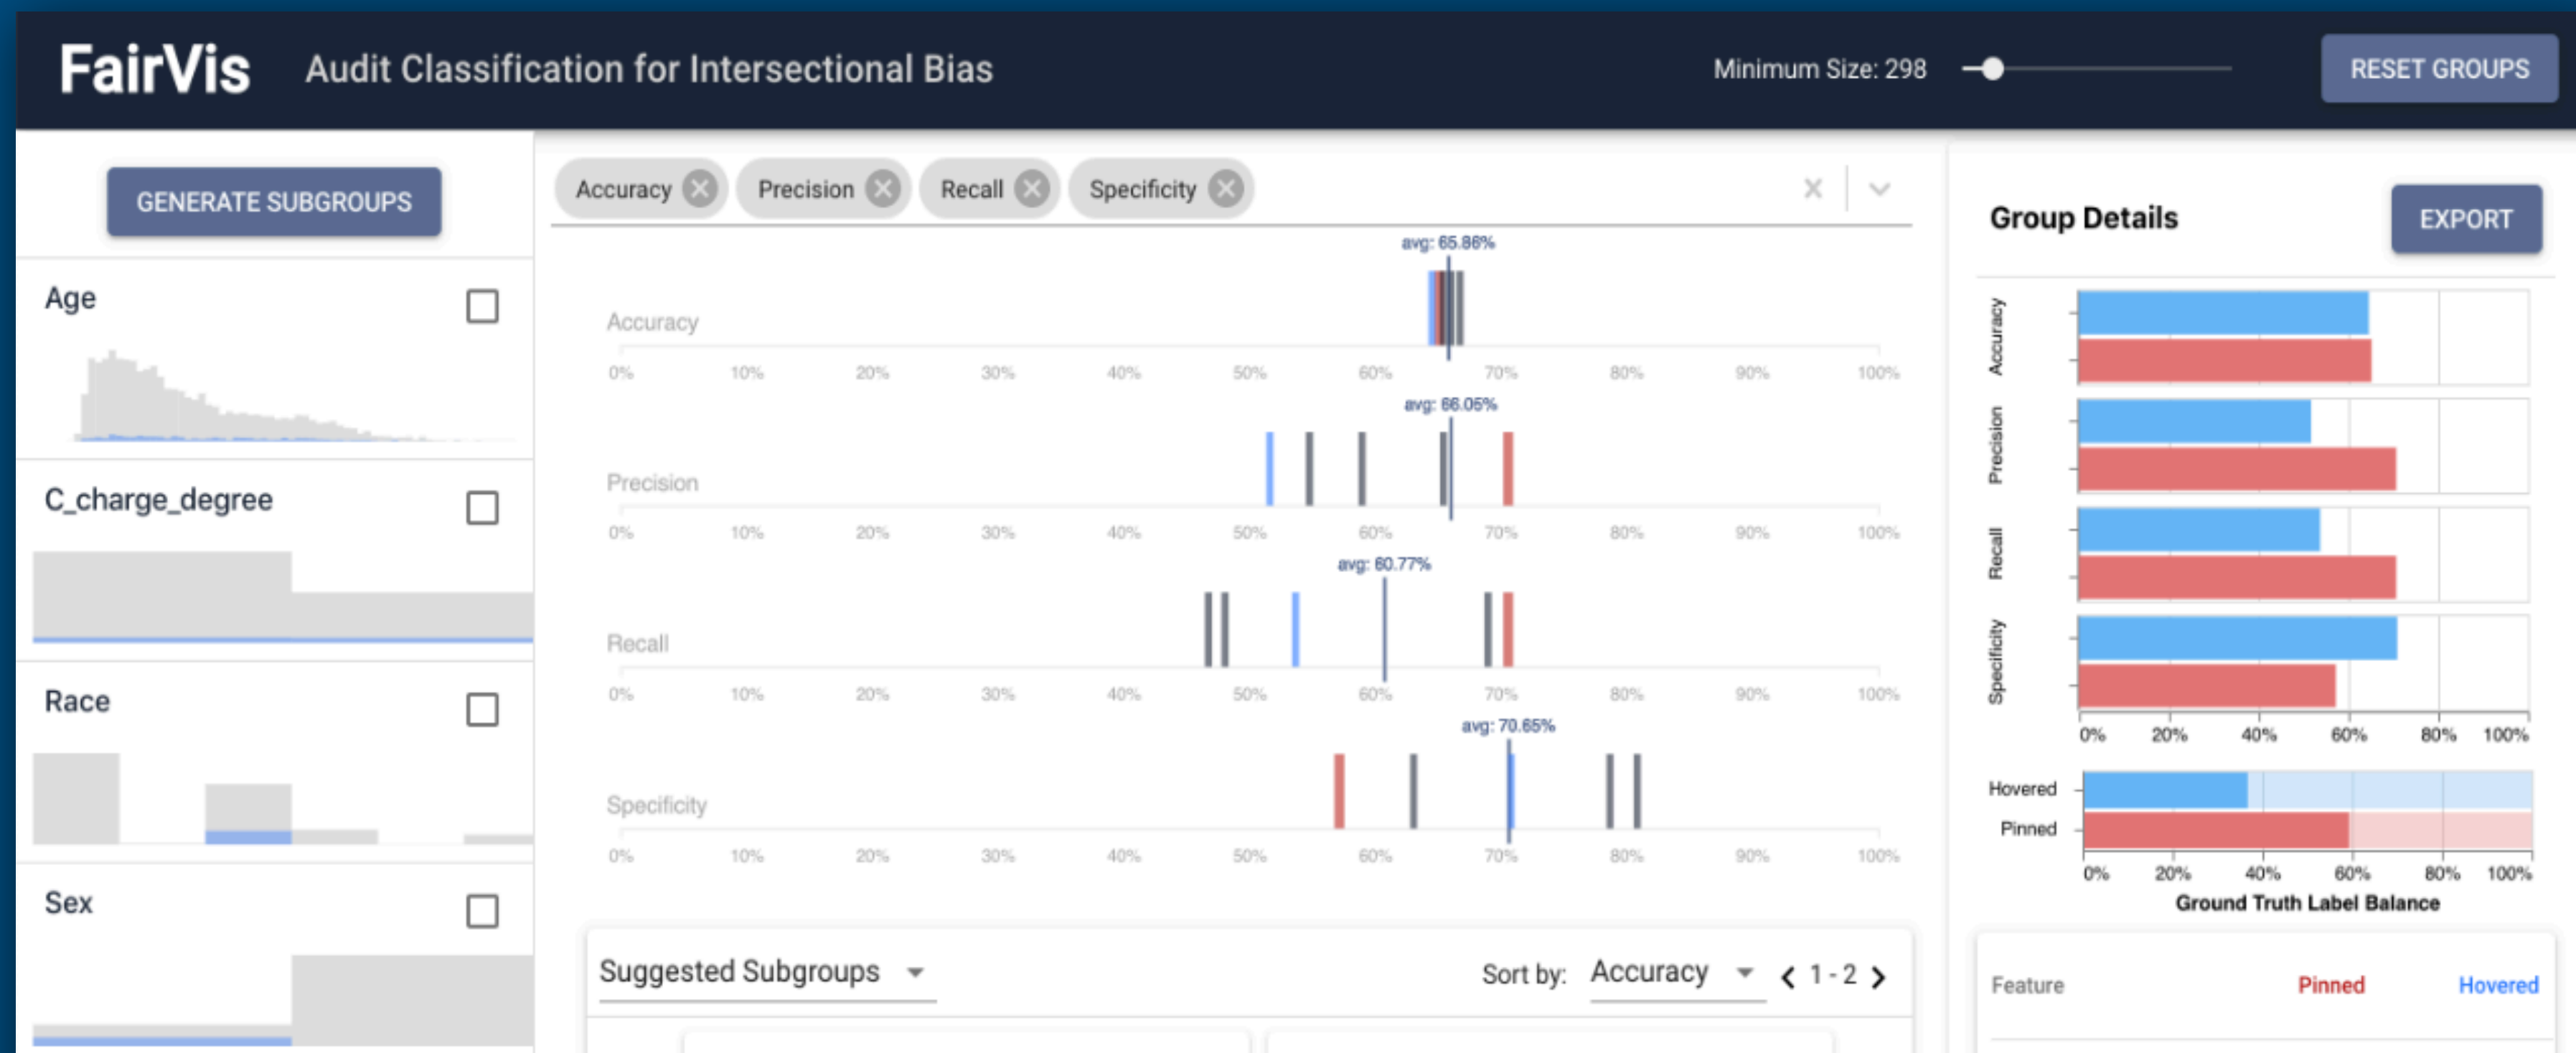 FairVis Audit Classification for Intersectional Bias Minimum Size: 298 RESET GROUPS
GENERATE SUBGROUPS
Age
C_charge_degree
Race
Sex
Accuracy Precision Recall Specificity
avg: 65.86%
Accuracy
0% 10% 20% 30% 40% 50% 60% 70% 80% 90% 100%
avg: 66.05%
Precision
0% 10% 20% 30% 40% 50% 60% 70% 80% 90% 100%
avg: 60.77%
Recall
0% 10% 20% 30% 40% 50% 60% 70% 80% 90% 100%
avg: 70.65%
Specificity
0% 10% 20% 30% 40% 50% 60% 70% 80% 90% 100%
Suggested Subgroups Sort by: Accuracy 1 - 2
Group Details EXPORT
Accuracy
Precision
Recall
Specificity
0% 20% 40% 60% 80% 100%
Hovered
Pinned
0% 20% 40% 60% 80% 100%
Ground Truth Label Balance
Feature Pinned Hovered